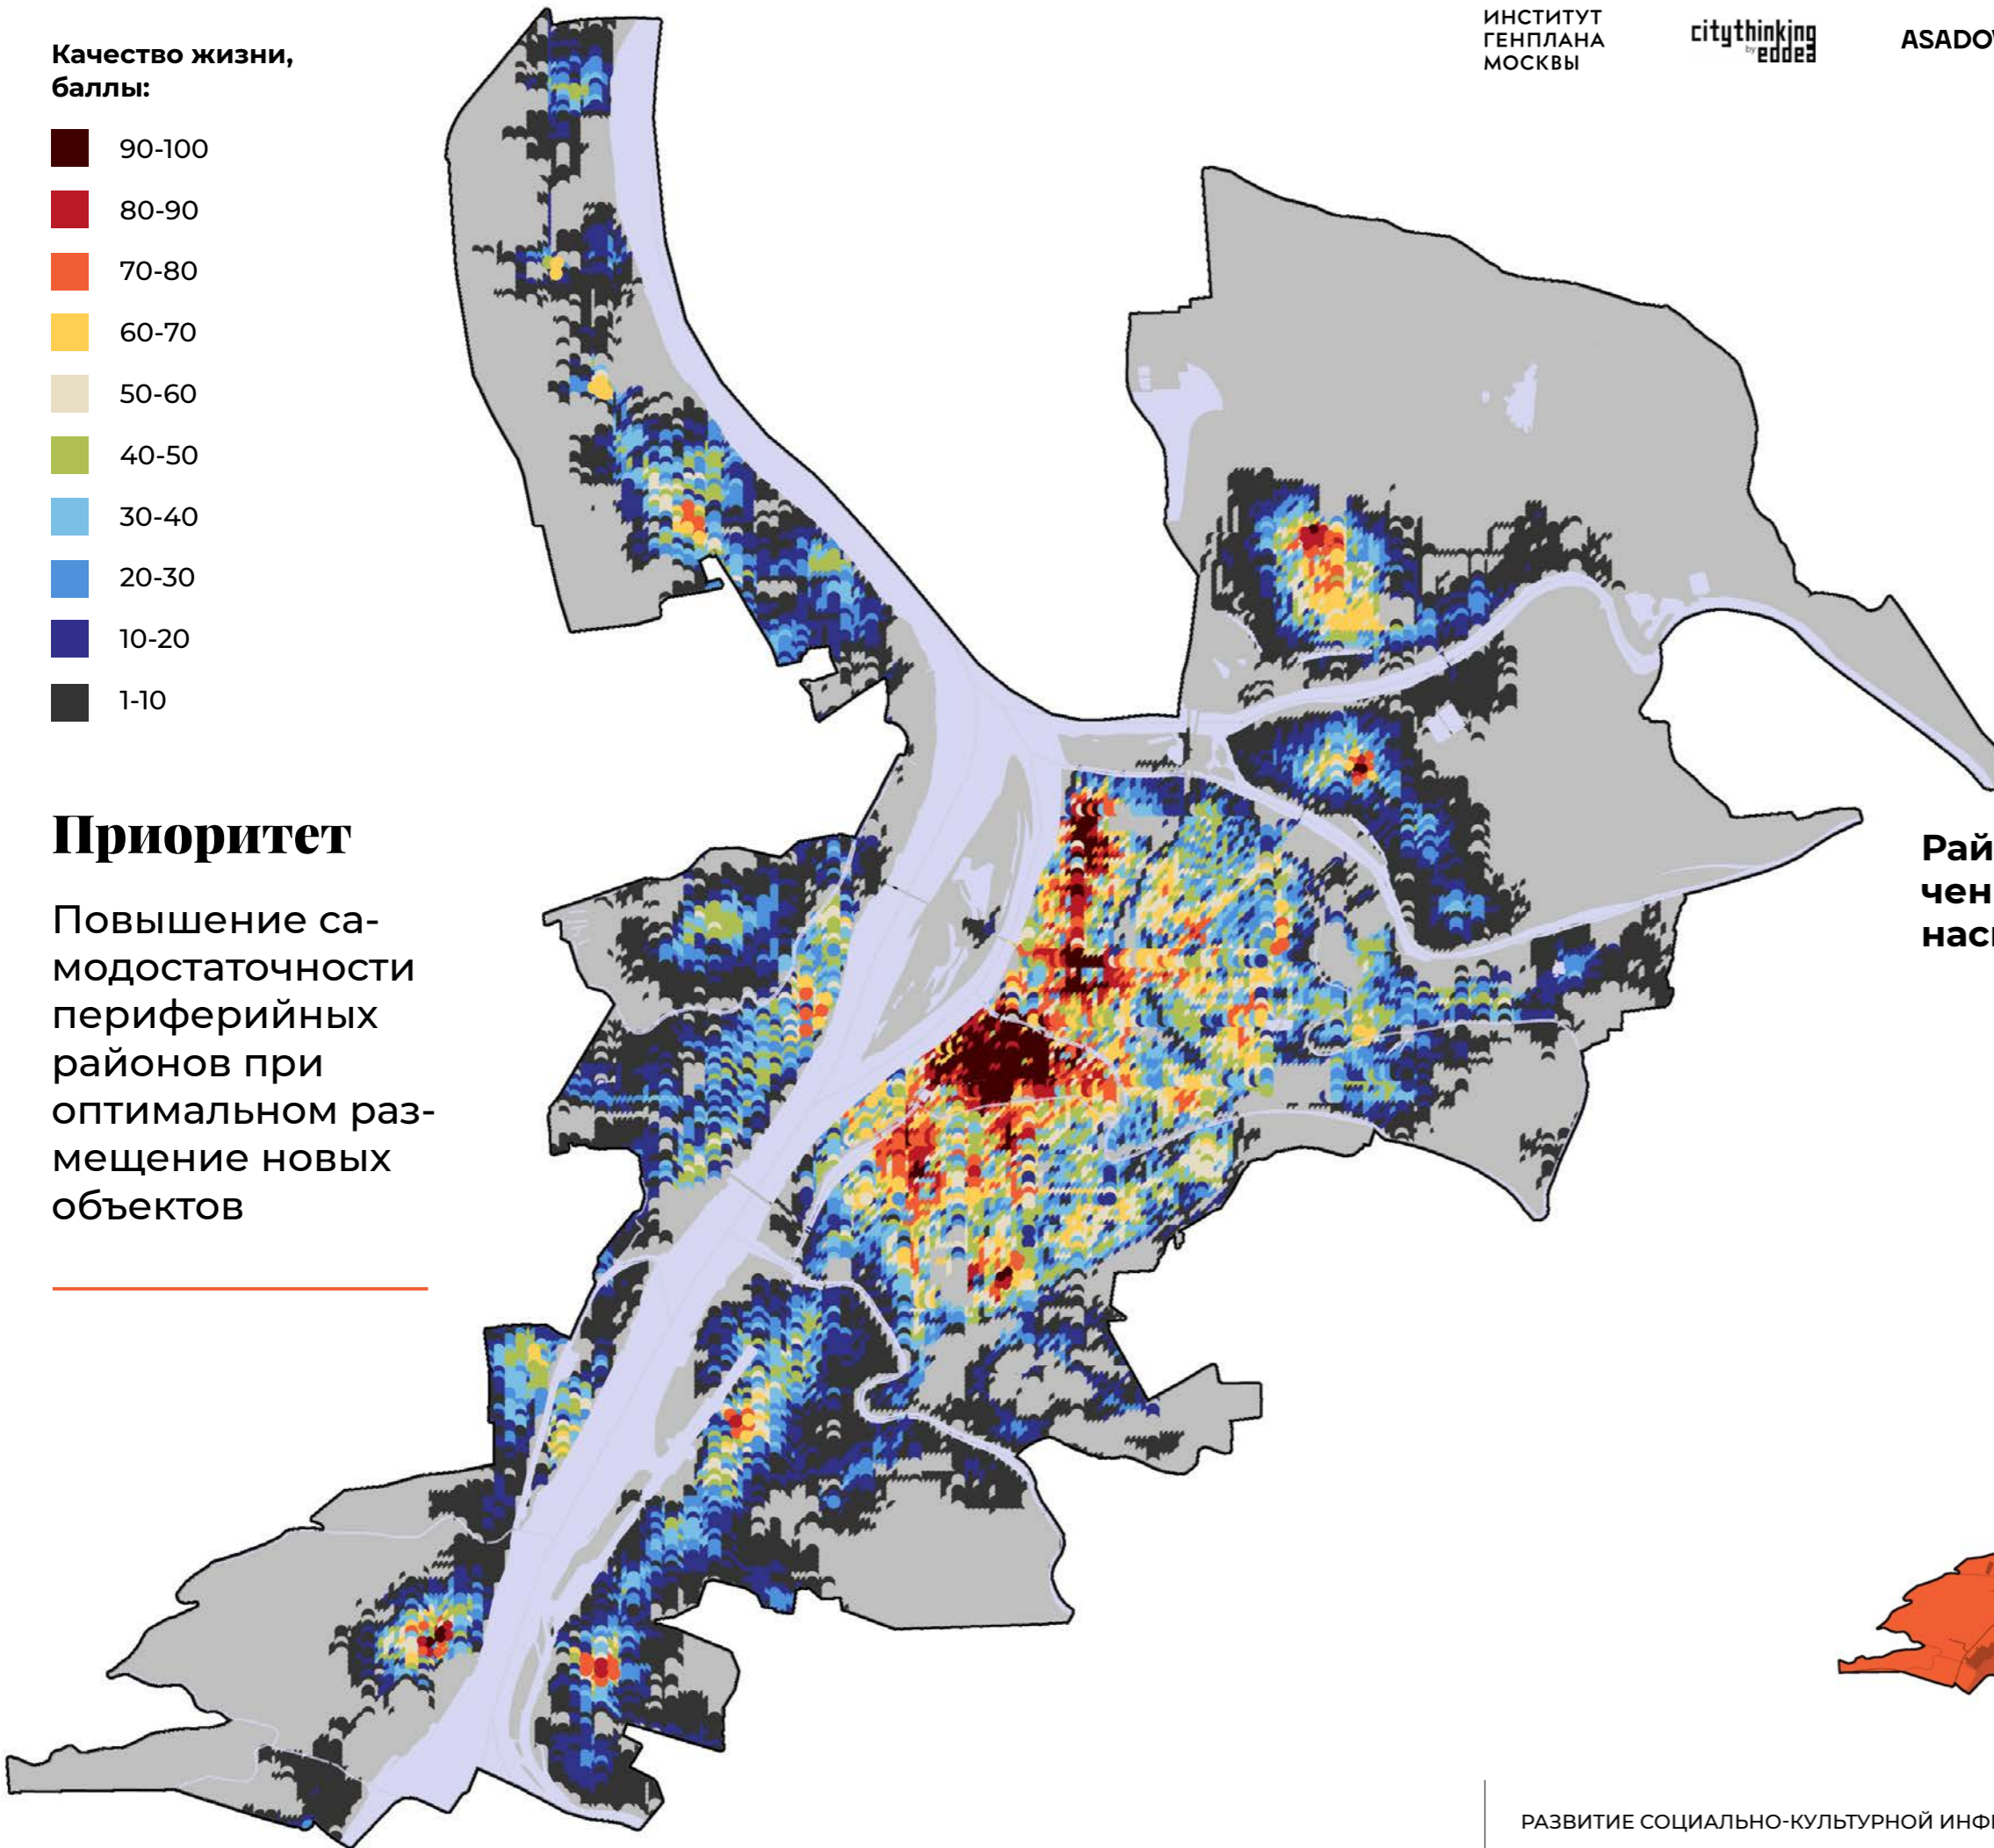 Качество жизни,
баллы:
90-100
80-90
70-80
60-70
50-60
40-50
30-40
20-30
10-20
1-10
Приоритет
Повышение са-
модостаточности
периферийных
районов при
оптимальном раз-
мещение новых
объектов
ИНСТИТУТ
ГЕНПЛАНА
МОСКВЫ
citythinking
by eddea
ASADOV
Рай
чен
нас
РАЗВИТИЕ СОЦИАЛЬНО-КУЛЬТУРНОЙ ИНФ